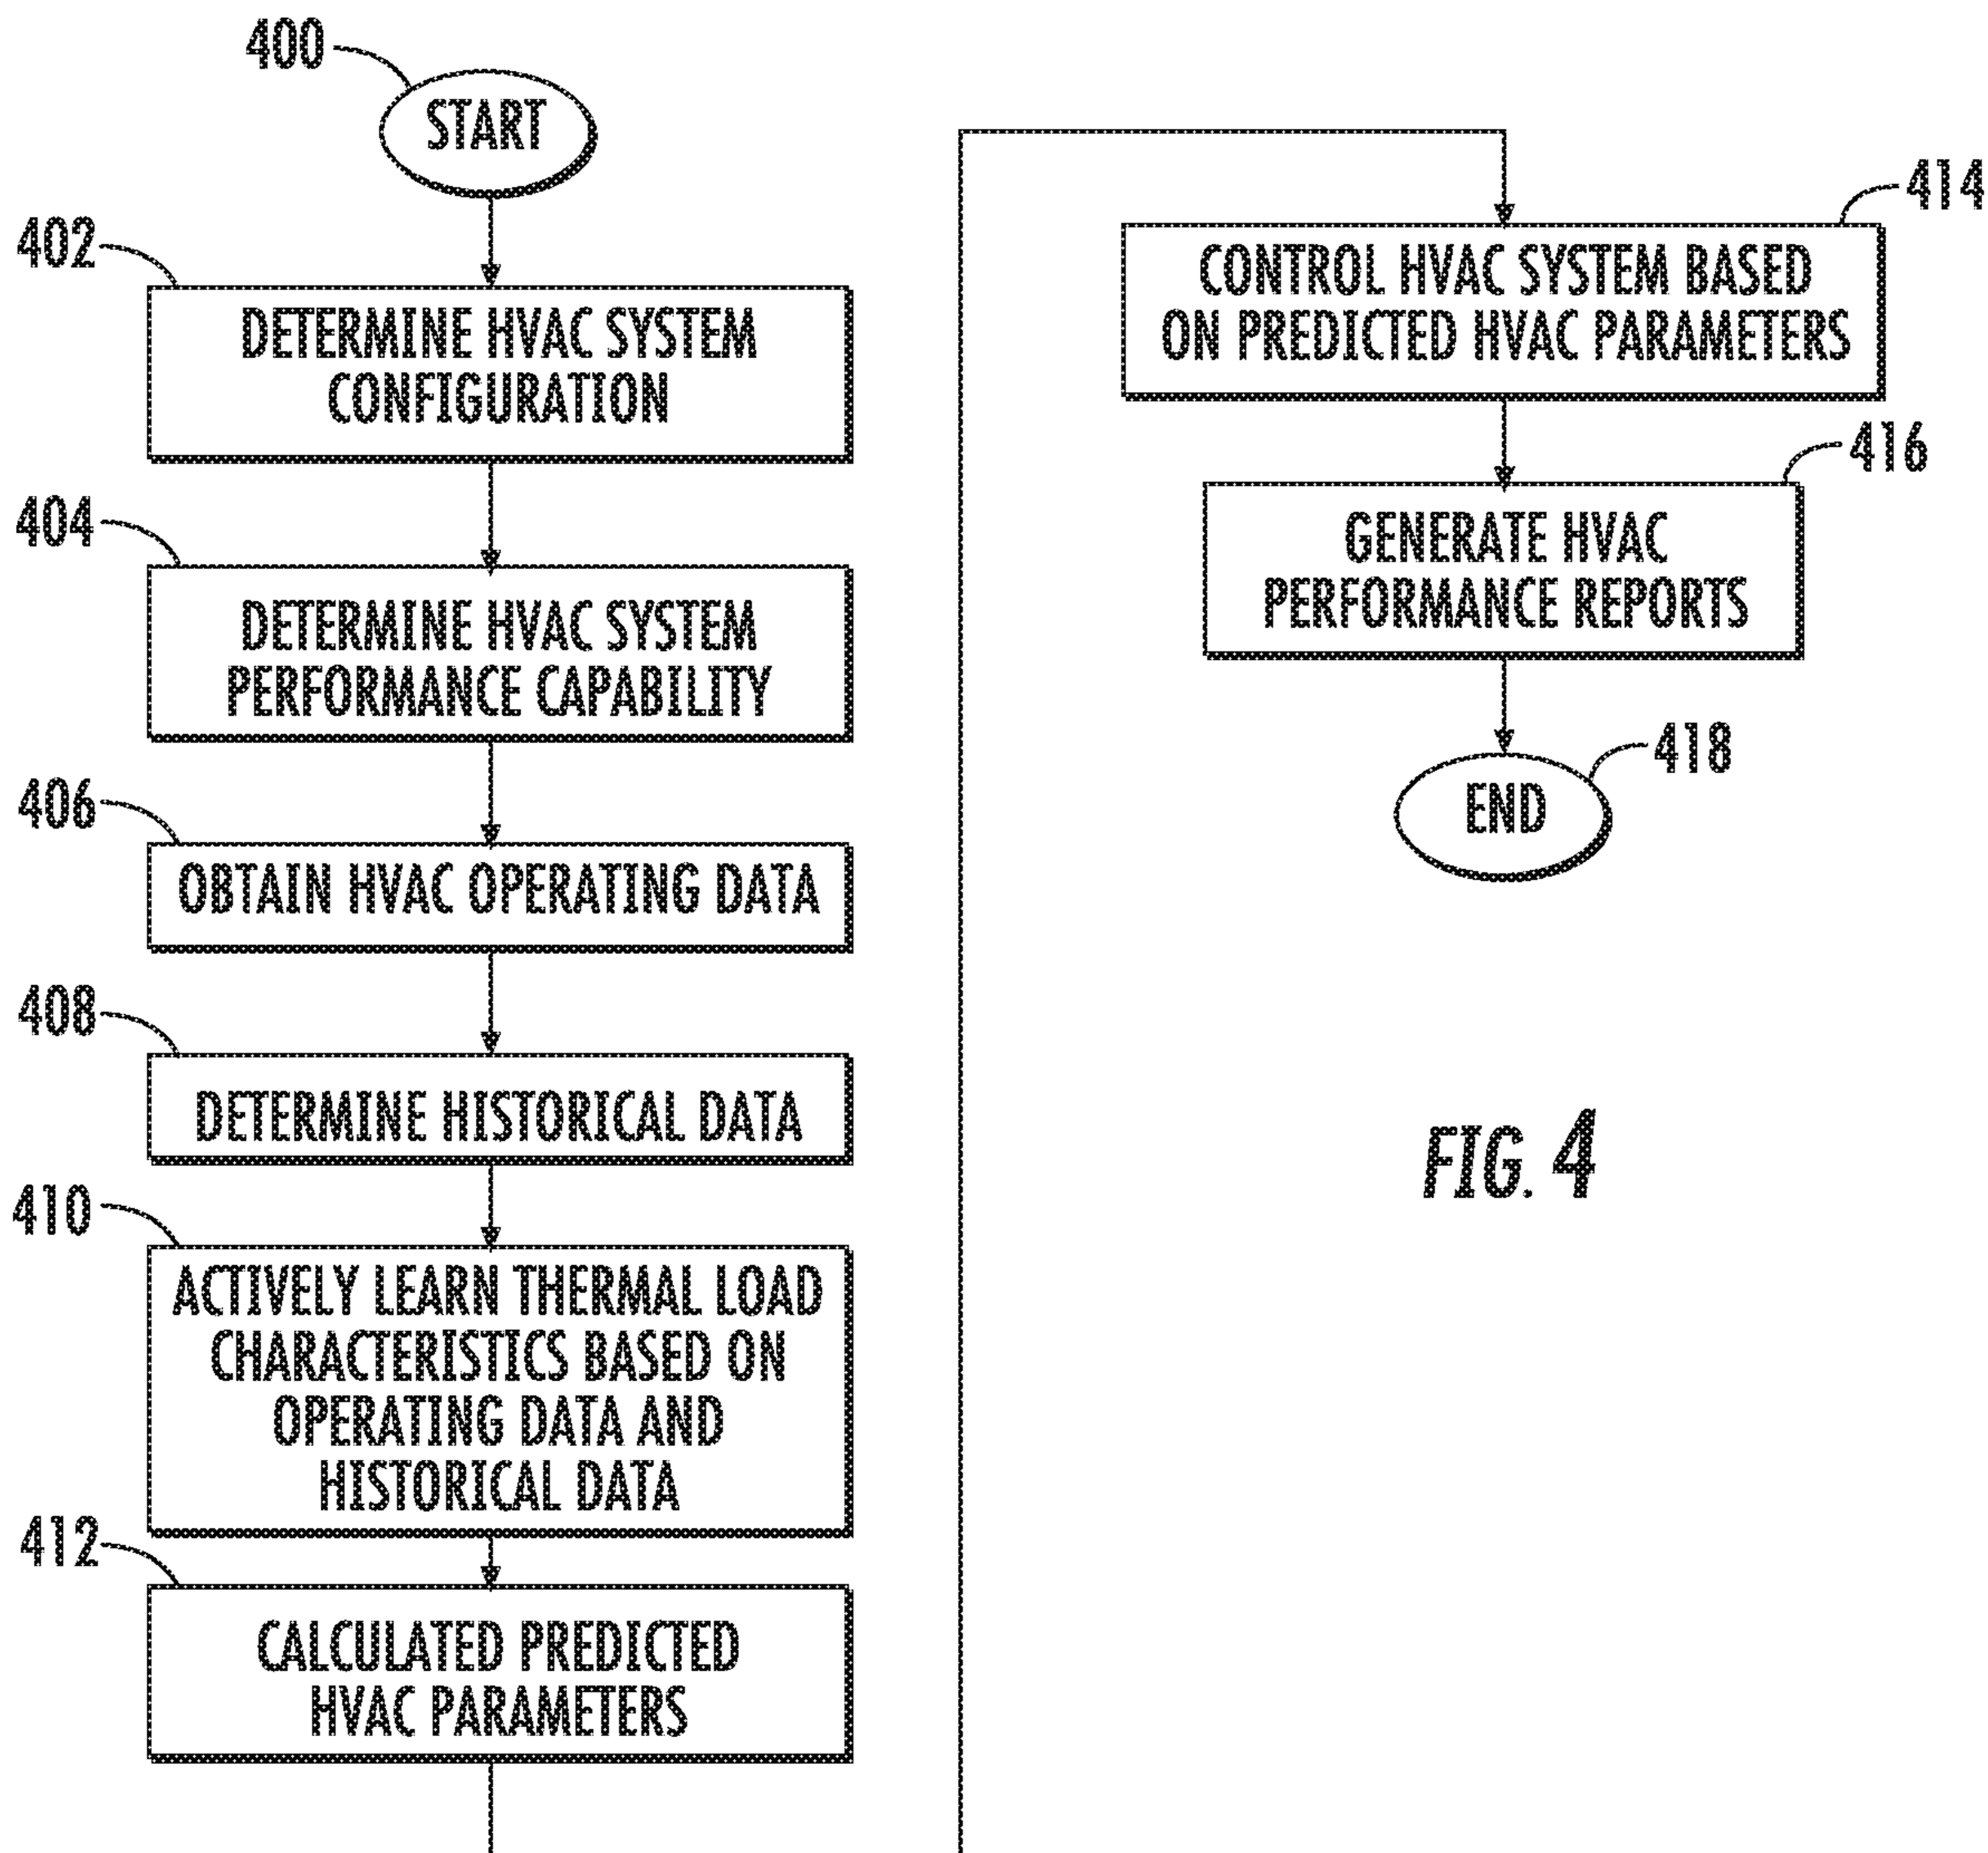 400
START
402
DETERMINE HVAC SYSTEM
CONFIGURATION
404
DETERMINE HVAC SYSTEM
PERFORMANCE CAPABILITY
406
OBTAIN HVAC OPERATING DATA
408
DETERMINE HISTORICAL DATA
410
ACTIVELY LEARN THERMAL LOAD
CHARACTERISTICS BASED ON
OPERATING DATA AND
HISTORICAL DATA
412
CALCULATED PREDICTED
HVAC PARAMETERS
414
CONTROL HVAC SYSTEM BASED
ON PREDICTED HVAC PARAMETERS
416
GENERATE HVAC
PERFORMANCE REPORTS
418
END
FIG. 4